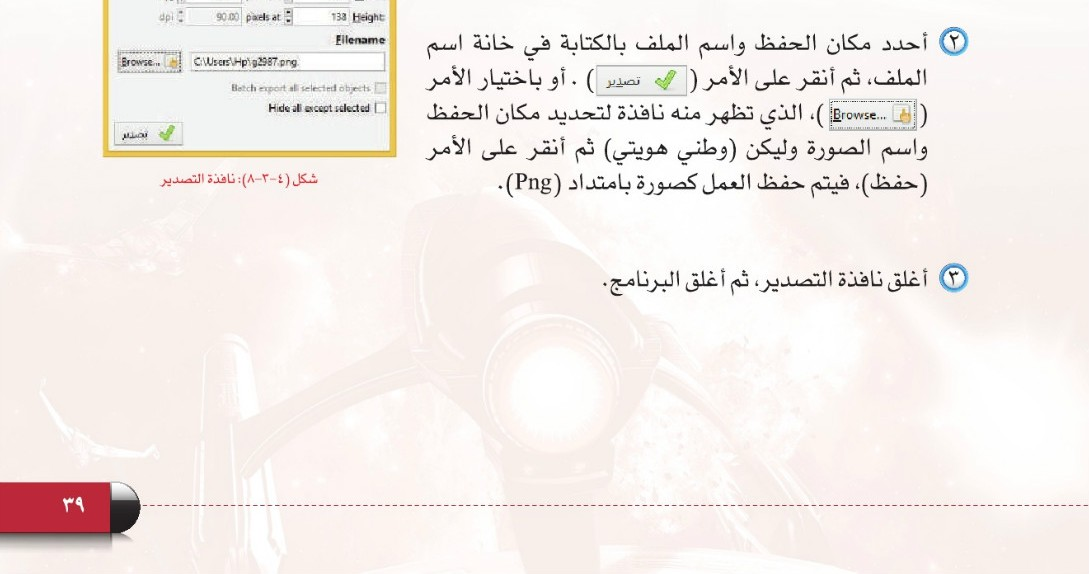 ٢ أحدد مكان الحفظ واسم الملف بالكتابة في خانة اسم
الملف، ثم أنقر على الأمر ( تصدير ) . أو باختيار الأمر
( Browse... )، الذي تظهر منه نافذة لتحديد مكان الحفظ
واسم الصورة وليكن (وطني هويتي) ثم أنقر على الأمر
(حفظ)، فيتم حفظ العمل كصورة بامتداد (Png).
dpi 90.00 pixels at 138 Height:
Filename
Browse... C:\Users\Hp\g2987.png
Batch export all selected objects
Hide all except selected
تصدير
شكل (٤-٣-٨): نافذة التصدير
٣ أغلق نافذة التصدير، ثم أغلق البرنامج.
٣٩